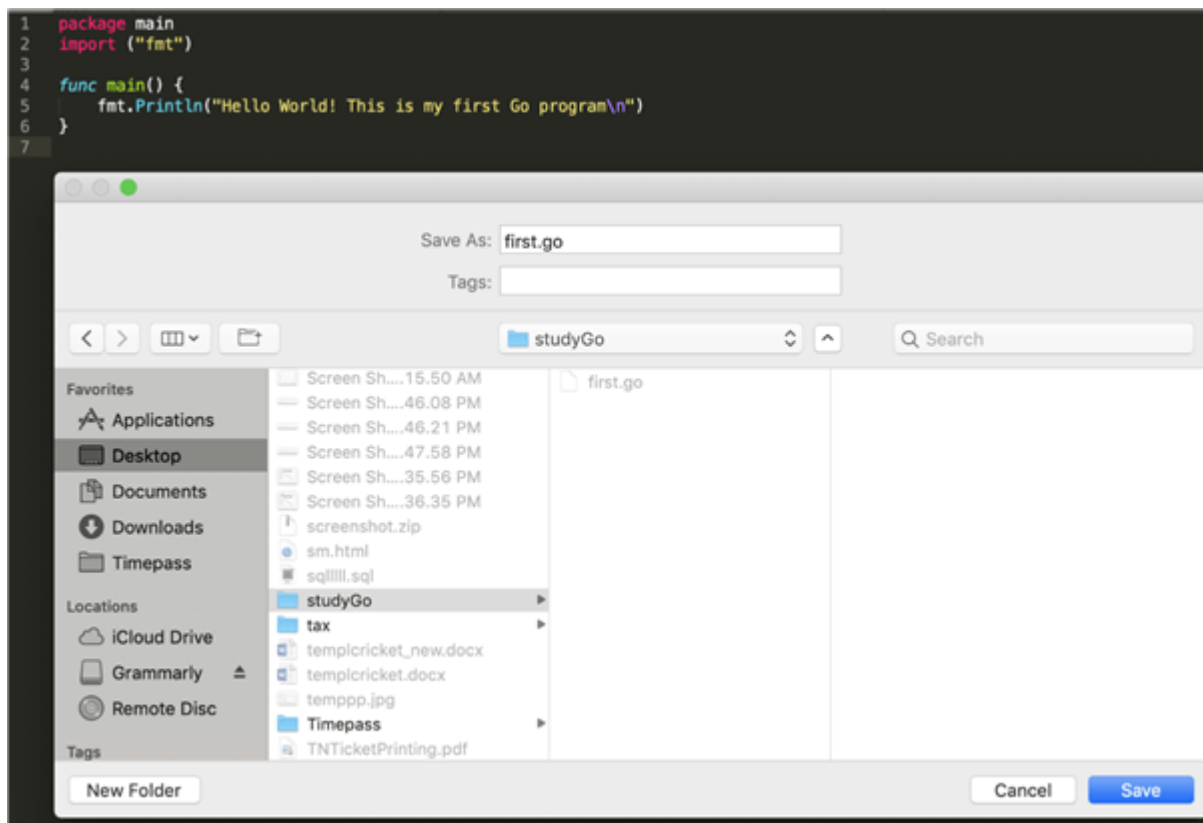 1 package main
2 import ("fmt")
3
4 func main() {
5 fmt.Println("Hello World! This is my first Go program\n")
6 }
7
Save As: first.go
Tags:
studyGo
Search
Favorites
Applications
Desktop
Documents
Downloads
Timepass
Locations
iCloud Drive
Grammarly
Remote Disc
Tags
Screen Sh....15.50 AM
Screen Sh....46.08 PM
Screen Sh....46.21 PM
Screen Sh....47.58 PM
Screen Sh....35.56 PM
Screen Sh....36.35 PM
screenshot.zip
sm.html
sqlllll.sql
studyGo
tax
templcricket_new.docx
templcricket.docx
temppp.jpg
Timepass
TNTicketPrinting.pdf
first.go
New Folder
Cancel
Save